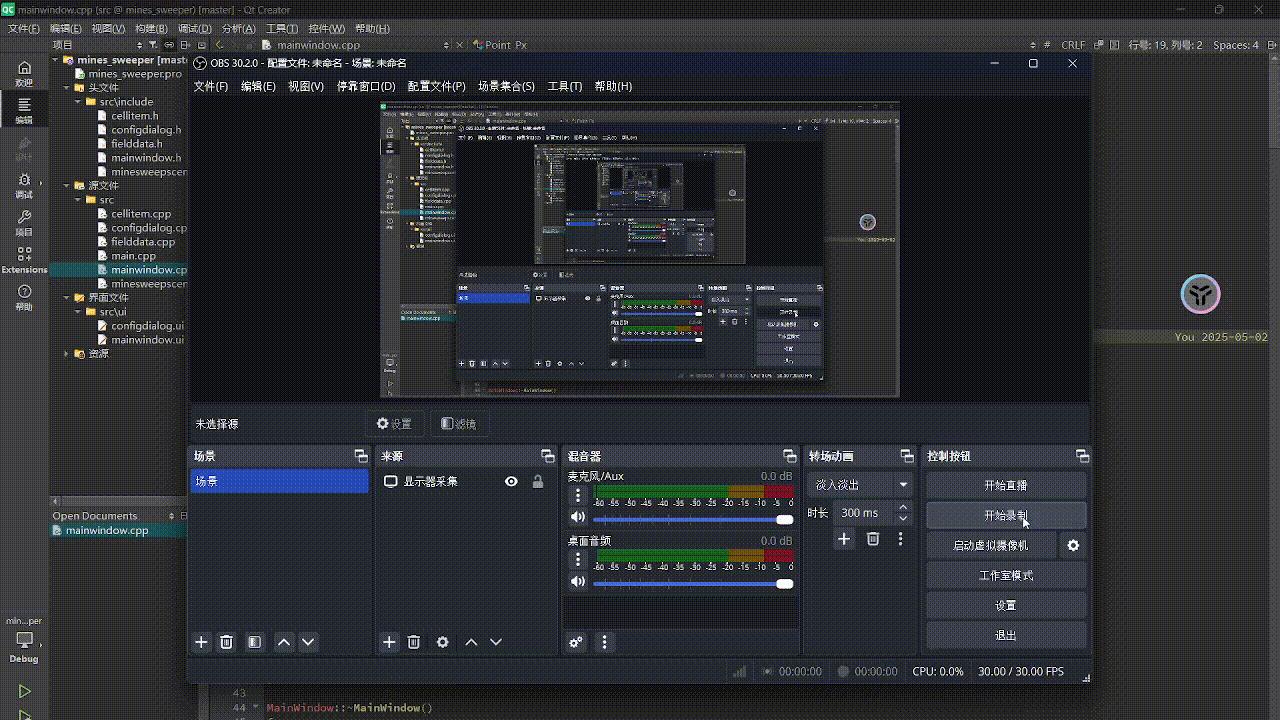 mainwindow.cpp (src @ mines_sweeper) [master] - Qt Creator
文件(F) 编辑(E) 视图(V) 构建(B) 调试(D) 分析(A) 工具(T) 控件(W) 帮助(H)
项目 mainwindow.cpp Point Px # CRLF 行号: 19, 列号: 2 Spaces: 4
欢迎
编辑
设计
调试
项目
Extensions
帮助
mines_sweeper [mast
mines_sweeper.pro
头文件
src\include
cellitem.h
configdialog.h
fielddata.h
mainwindow.h
minesweepscen
源文件
src
cellitem.cpp
configdialog.cp
fielddata.cpp
main.cpp
mainwindow.cp
minesweepscen
界面文件
src\ui
configdialog.ui
mainwindow.ui
资源
Open Documents
mainwindow.cpp
min...per
Debug
OBS 30.2.0 - 配置文件: 未命名 - 场景: 未命名
文件(F) 编辑(E) 视图(V) 停靠窗口(D) 配置文件(P) 场景集合(S) 工具(T) 帮助(H)
未选择源 设置 滤镜
场景
场景
来源
显示器采集
混音器
麦克风/Aux 0.0 dB
-60 -55 -50 -45 -40 -35 -30 -25 -20 -15 -10 -5 0
桌面音频 0.0 dB
-60 -55 -50 -45 -40 -35 -30 -25 -20 -15 -10 -5 0
转场动画
淡入淡出
时长 300 ms
控制按钮
开始直播
开始录制
启动虚拟摄像机
工作室模式
设置
退出
00:00:00 00:00:00 CPU: 0.0% 30.00 / 30.00 FPS
You 2025-05-02
43
44 MainWindow::~MainWindow()